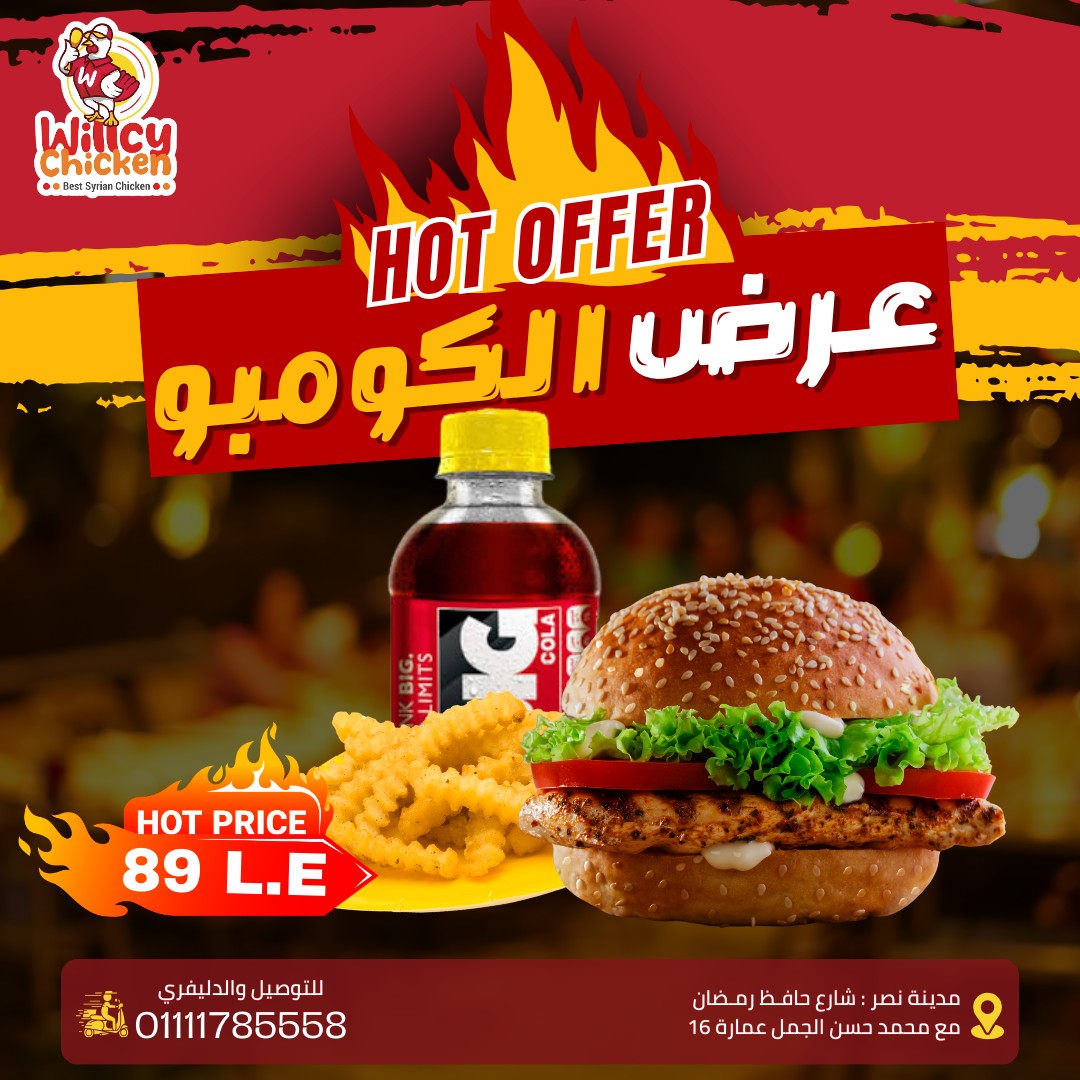 Willcy
Chicken
Best Syrian Chicken
HOT OFFER
عرض الكومبو
COLA
LIMITS
HOT PRICE
89 L.E
مدينة نصر : شارع حافظ رمضان
مع محمد حسن الجمل عمارة 16
للتوصيل والدليفري
01111785558